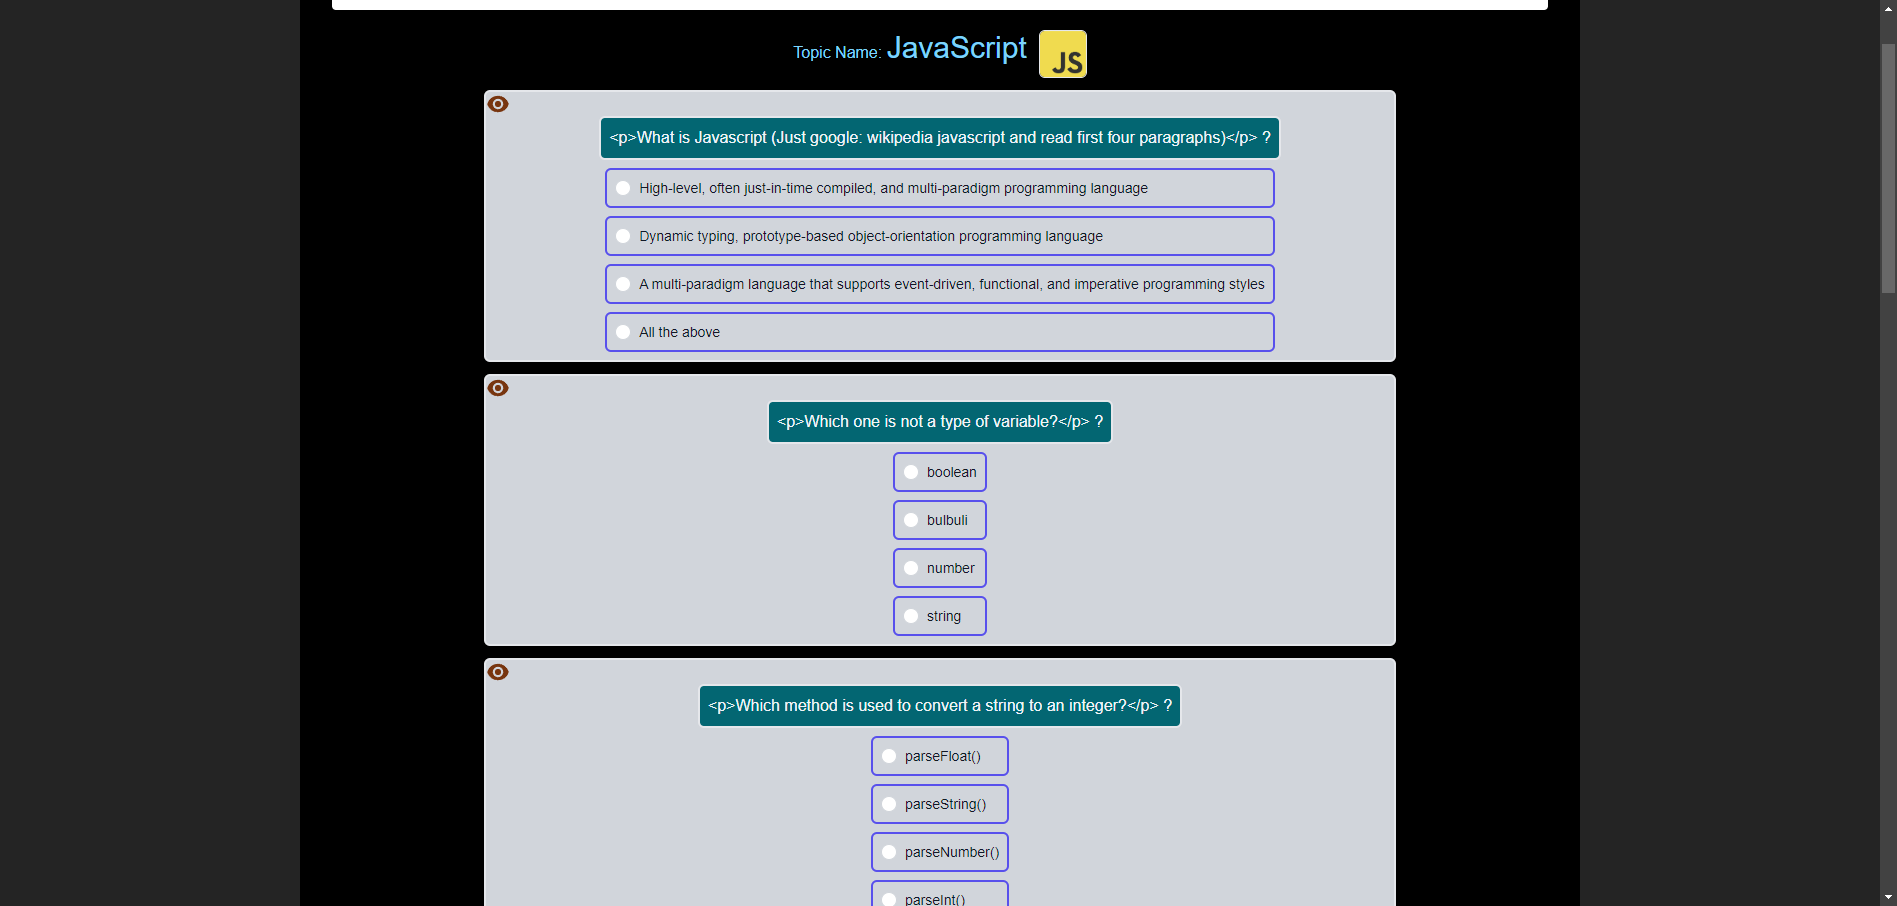 Topic Name: JavaScript JS
<p>What is Javascript (Just google: wikipedia javascript and read first four paragraphs)</p> ?
High-level, often just-in-time compiled, and multi-paradigm programming language
Dynamic typing, prototype-based object-orientation programming language
A multi-paradigm language that supports event-driven, functional, and imperative programming styles
All the above
<p>Which one is not a type of variable?</p> ?
boolean
bulbuli
number
string
<p>Which method is used to convert a string to an integer?</p> ?
parseFloat()
parseString()
parseNumber()
parseInt()